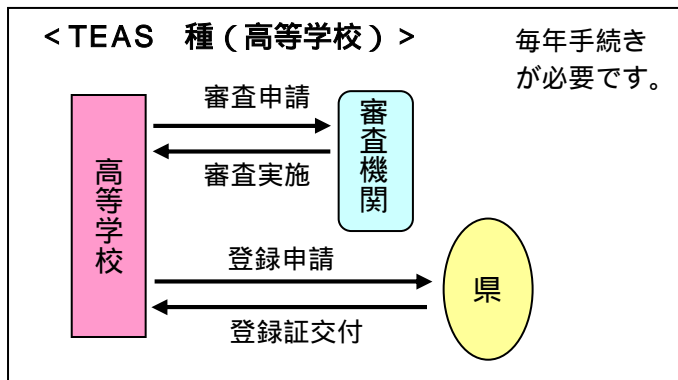 <TEAS 種(高等学校)>
毎年手続き
が必要です。
審査申請
審査機関
審査実施
高等学校
登録申請
県
登録証交付